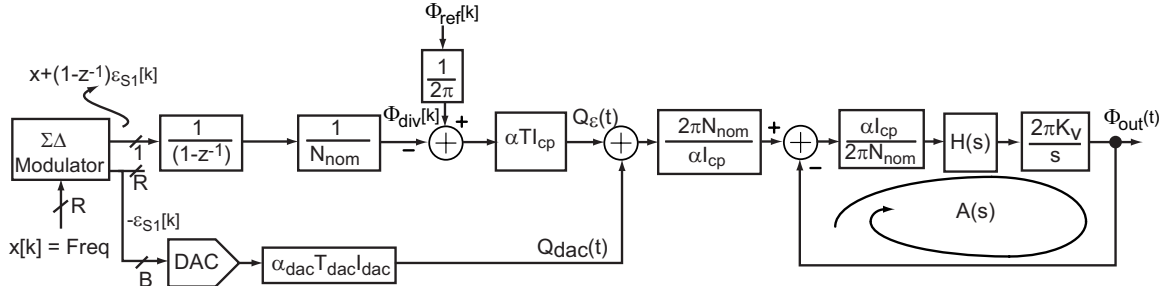 Φref[k]
x+(1-z-1)εS1[k]
1
2π
ΣΔ
Modulator
1
R
1
(1-z-1)
1
Nnom
Φdiv[k]
+
-
+
αTIcp
Qε(t)
+
2πNnom
αIcp
+
-
+
αIcp
2πNnom
H(s)
2πKv
s
Φout(t)
A(s)
R
x[k] = Freq
-εS1[k]
B
DAC
αdacTdacIdac
Qdac(t)